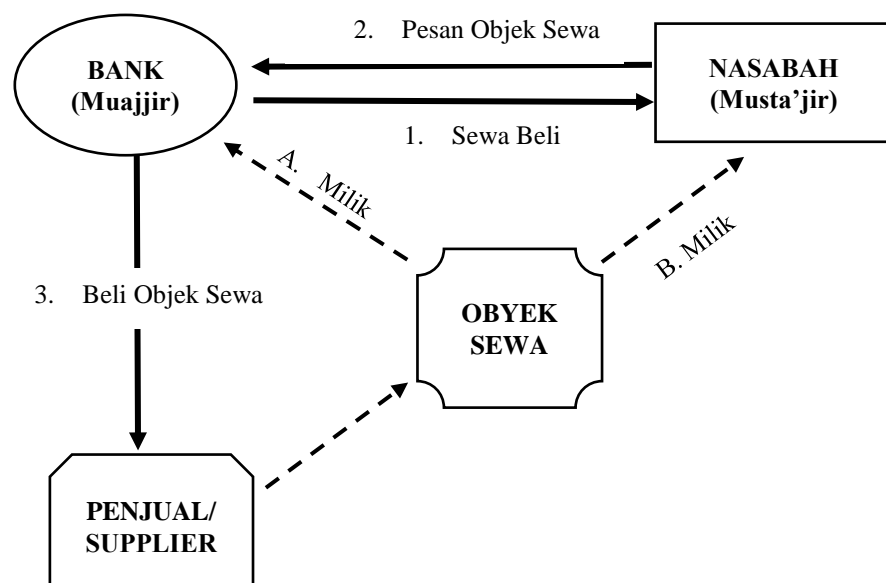 2. Pesan Objek Sewa
BANK
(Muajjir)
NASABAH
(Musta’jir)
1. Sewa Beli
A. Milik
B. Milik
3. Beli Objek Sewa
OBYEK
SEWA
PENJUAL/
SUPPLIER